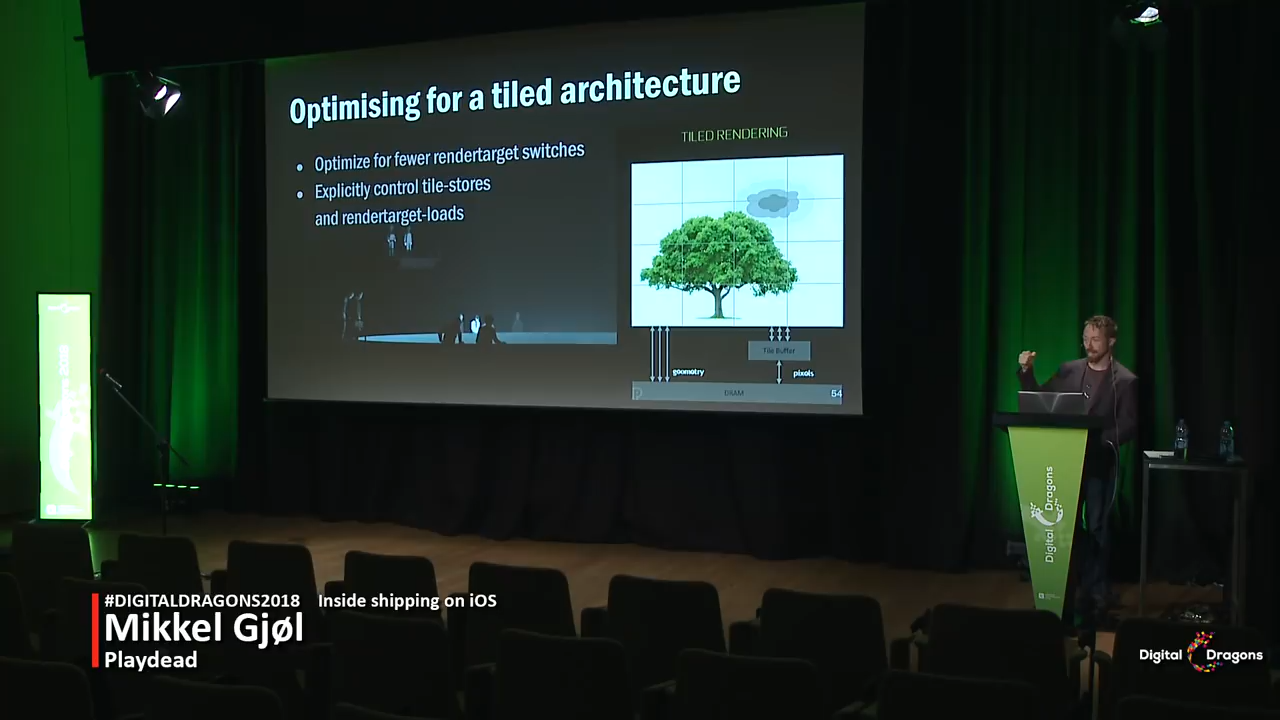 Optimising for a tiled architecture
• Optimize for fewer rendertarget switches
• Explicitly control tile-stores
and rendertarget-loads
TILED RENDERING
Tile Buffer
geometry
pixels
DRAM
54
2018
Digital Dragons
#DIGITALDRAGONS2018 Inside shipping on iOS
Mikkel Gjøl
Playdead
Digital Dragons